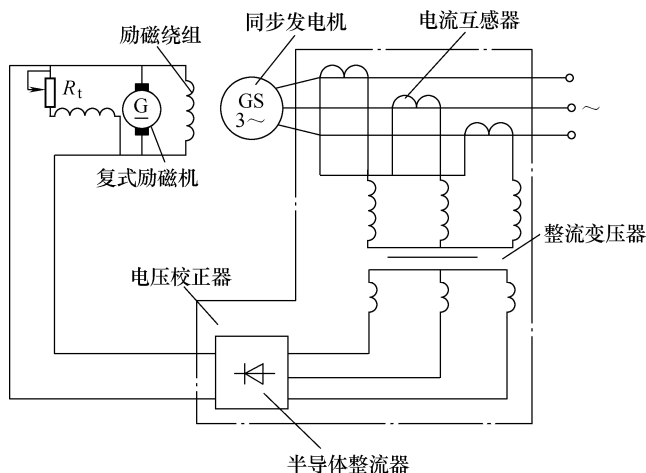 同步发电机
电流互感器
励磁绕组
Rt
G
GS
3～
～
复式励磁机
整流变压器
电压校正器
半导体整流器